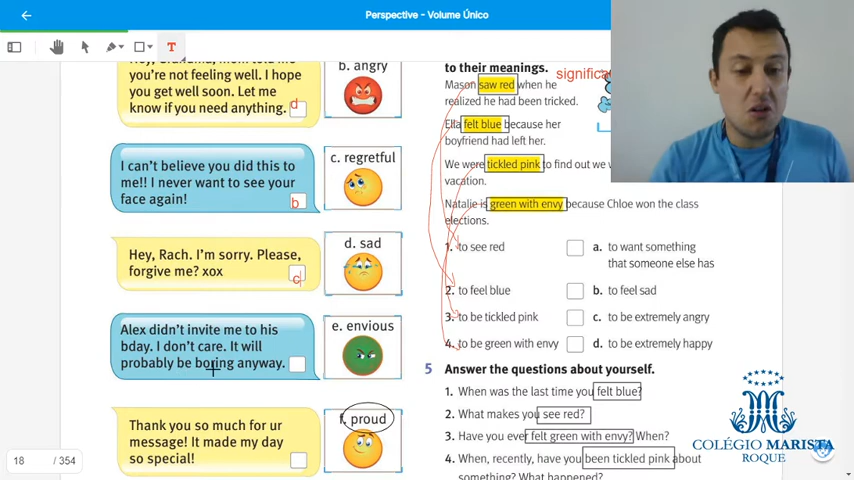 Perspective - Volume Único
Hey, Grandma, Mom told me
you're not feeling well. I hope
you get well soon. Let me
know if you need anything.
d
I can't believe you did this to
me!! I never want to see your
face again!
b
Hey, Rach. I'm sorry. Please,
forgive me? xox
c
Alex didn't invite me to his
bday. I don't care. It will
probably be boring anyway.
Thank you so much for ur
message! It made my day
so special!
b. angry
c. regretful
d. sad
e. envious
f. proud
to their meanings.
significa
Mason saw red when he
realized he had been tricked.
Ella felt blue because her
boyfriend had left her.
We were tickled pink to find out we
vacation.
Natalie is green with envy because Chloe won the class
elections.
1. to see red
2. to feel blue
3. to be tickled pink
4. to be green with envy
a. to want something
that someone else has
b. to feel sad
c. to be extremely angry
d. to be extremely happy
5 Answer the questions about yourself.
1. When was the last time you felt blue?
2. What makes you see red?
3. Have you ever felt green with envy? When?
4. When, recently, have you been tickled pink about
something? What happened?
18 / 354
T
COLÉGIO MARISTA
ROQUE